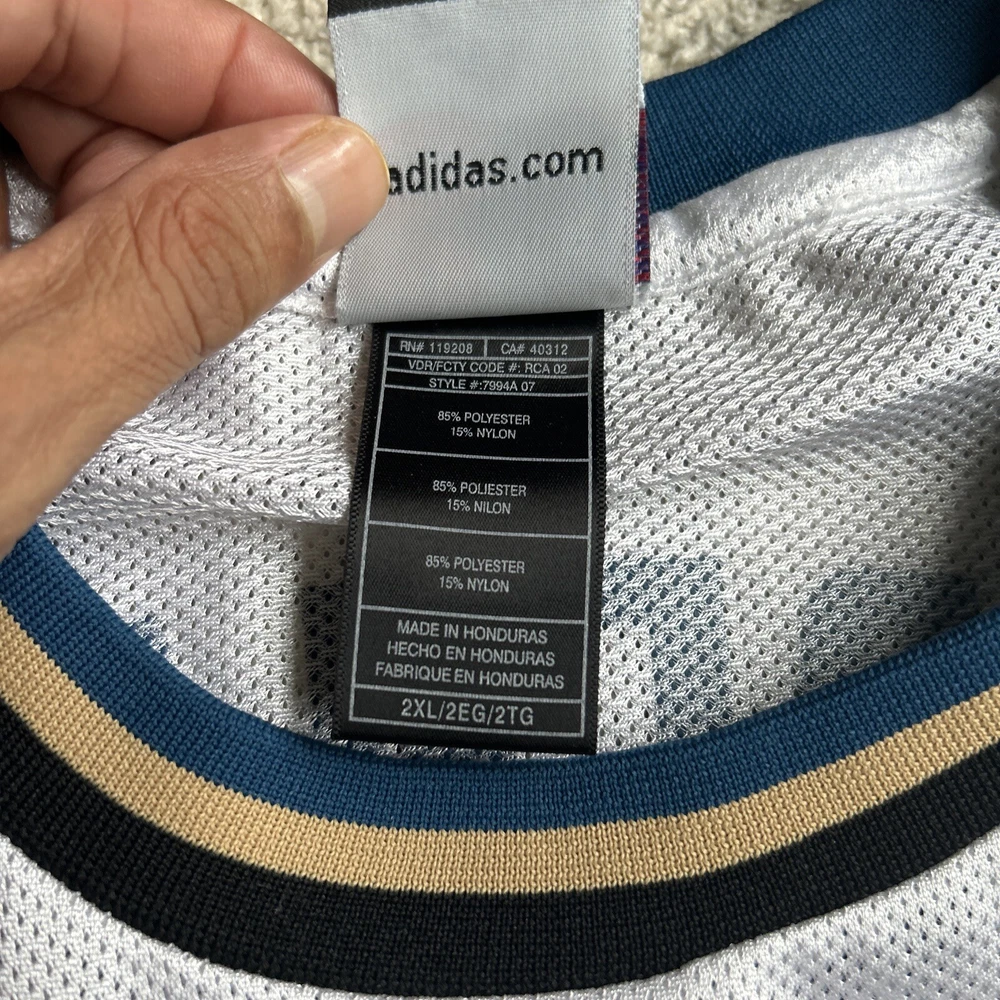 adidas.com
RN# 119208 CA# 40312
VDR/FCTY CODE #: RCA 02
STYLE #:7994A 07
85% POLYESTER
15% NYLON
85% POLIESTER
15% NILON
85% POLYESTER
15% NYLON
MADE IN HONDURAS
HECHO EN HONDURAS
FABRIQUE EN HONDURAS
2XL/2EG/2TG